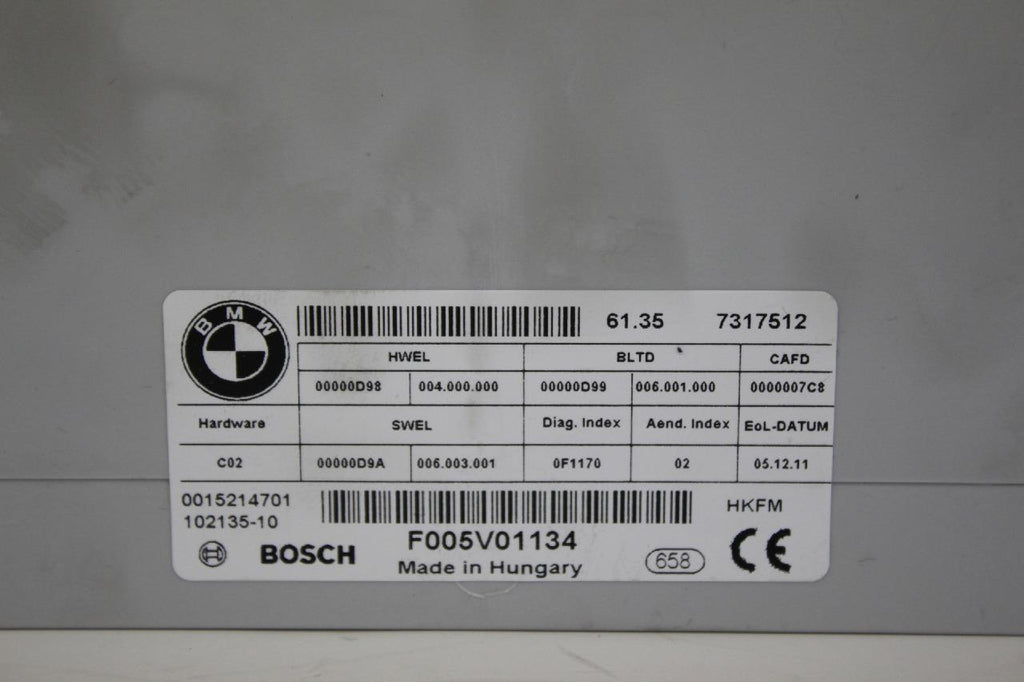 BMW
61.35 7317512
HWEL BLTD CAFD
00000D98 004.000.000 00000D99 006.001.000 0000007C8
Hardware SWEL Diag. Index Aend. Index EoL-DATUM
C02 00000D9A 006.003.001 0F1170 02 05.12.11
0015214701 HKFM
102135-10
BOSCH F005V01134 658 CE
Made in Hungary